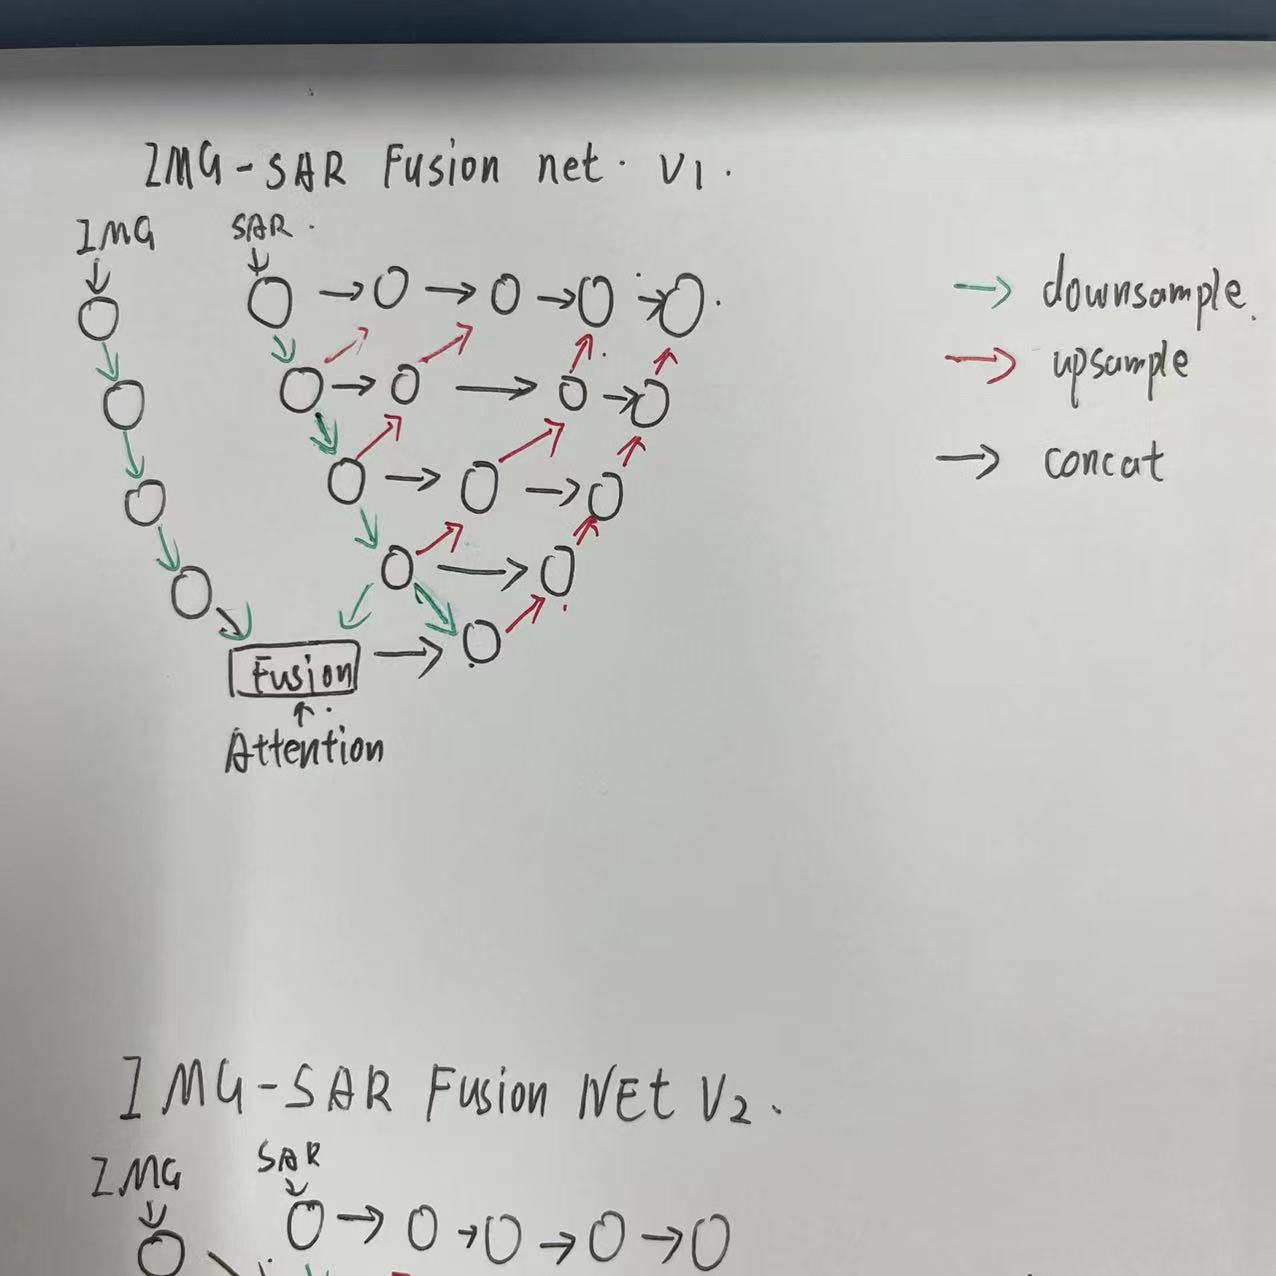 IMG-SAR Fusion net. V1.
IMG
SAR.
downsample.
upsample
concat
Fusion
Attention
IMG-SAR Fusion NEt V2.
IMG
SAR